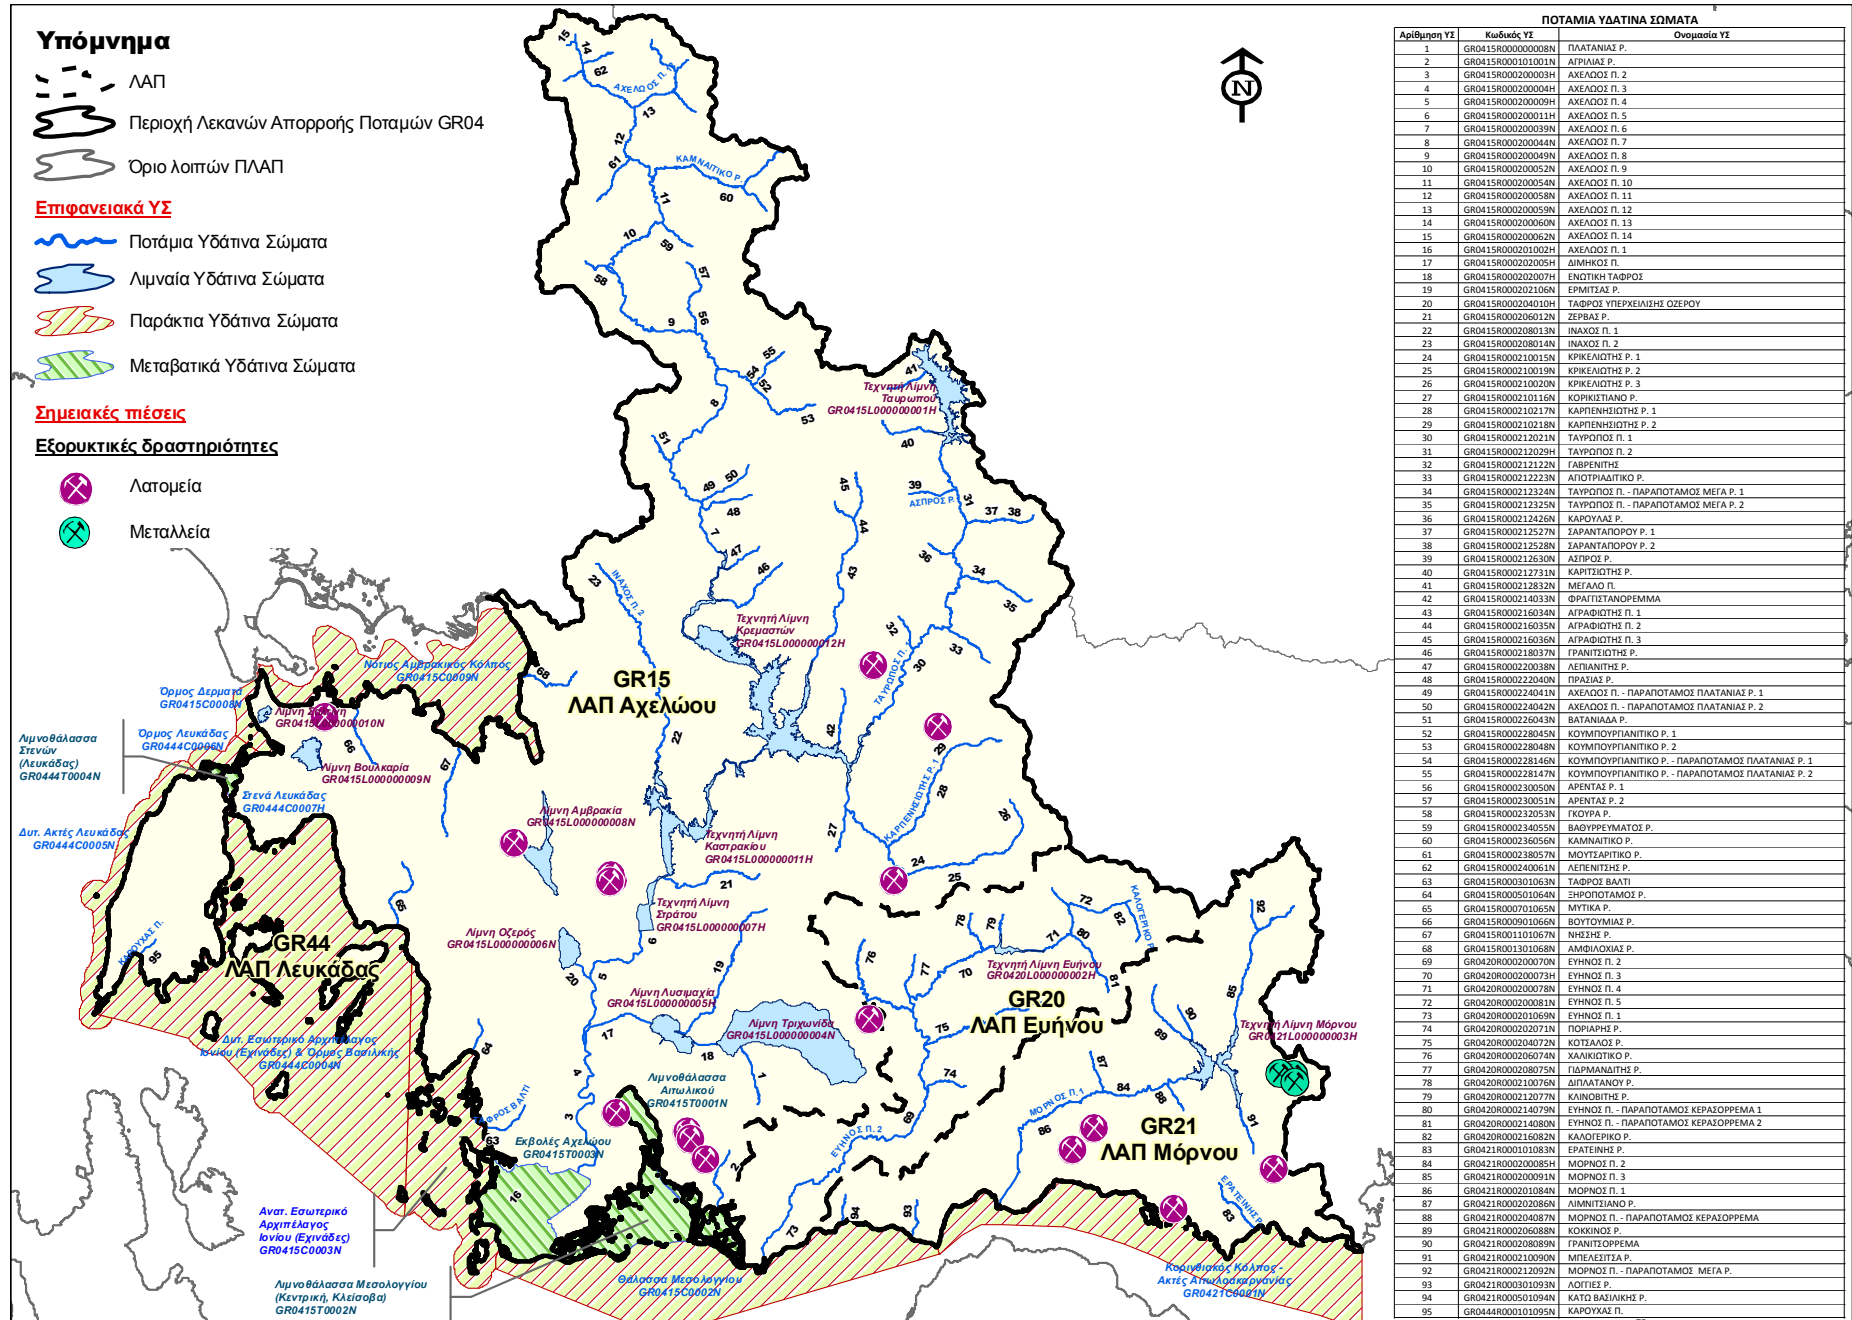 Υπόμνημα
ΛΑΠ
Περιοχή Λεκανών Απορροής Ποταμών GR04
Όριο λοιπών ΠΛΑΠ
Επιφανειακά ΥΣ
Ποτάμια Υδάτινα Σώματα
Λιμναία Υδάτινα Σώματα
Παράκτια Υδάτινα Σώματα
Μεταβατικά Υδάτινα Σώματα
Σημειακές πιέσεις
Εξορυκτικές δραστηριότητες
Λατομεία
Μεταλλεία
N
GR15
ΛΑΠ Αχελώου
GR44
ΛΑΠ Λευκάδας
GR20
ΛΑΠ Ευήνου
GR21
ΛΑΠ Μόρνου
ΑΧΕΛΩΟΣ Π. 12
ΚΑΜΝΑΙΤΙΚΟ Ρ.
ΙΝΑΧΟΣ Π. 2
ΑΣΠΡΟΣ Ρ.
ΤΑΥΡΩΠΟΣ Π. 1
ΚΑΡΠΕΝΗΣΙΩΤΗΣ Ρ. 1
ΕΥΗΝΟΣ Π. 2
ΜΟΡΝΟΣ Π. 1
ΚΑΡΟΥΧΑΣ Π.
Τεχνητή Λίμνη
Ταυρωπού
GR0415L000000001H
Τεχνητή Λίμνη
Κρεμαστών
GR0415L000000012H
Νότιος Αμβρακικός Κόλπος
GR0415C0009N
Όρμος Δερματά
GR0415C0008N
GR0415L000000010N
Όρμος Λευκάδας
GR0444C0006N
Λιμνοθάλασσα
Στενών
(Λευκάδας)
GR0444T0004N
Λίμνη Βουλκαρία
GR0415L000000009N
Στενά Λευκάδας
GR0444C0007H
Δυτ. Ακτές Λευκάδας
GR0444C0005N
Λίμνη Αμβρακία
GR0415L000000008N
Τεχνητή Λίμνη
Καστρακίου
GR0415L000000011H
Τεχνητή Λίμνη
Στράτου
GR0415L000000007H
Λίμνη Οζερός
GR0415L000000006N
Λίμνη Λυσιμαχία
GR0415L000000005H
Λίμνη Τριχωνίδα
GR0415L000000004N
Τεχνητή Λίμνη Ευήνου
GR0420L000000002H
Τεχνητή Λίμνη Μόρνου
GR0421L000000003H
Δυτ. Εσωτερικό Αρχιπέλαγος
Ιονίου (Εχινάδες) & Όρμος Βασιλικής
GR0444C0004N
Λιμνοθάλασσα
Αιτωλικού
GR0415T0001N
Εκβολές Αχελώου
GR0415T0003N
Ανατ. Εσωτερικό
Αρχιπέλαγος
Ιονίου (Εχινάδες)
GR0415C0003N
Λιμνοθάλασσα Μεσολογγίου
(Κεντρική, Κλείσοβα)
GR0415T0002N
Θάλασσα Μεσολογγίου
GR0415C0002N
Κορινθιακός Κόλπος -
Ακτές Αιτωλοακαρνανίας
GR0421C0001N
ΠΟΤΑΜΙΑ ΥΔΑΤΙΝΑ ΣΩΜΑΤΑ
Αρίθμηση ΥΣ Κωδικός ΥΣ Ονομασία ΥΣ
1 GR0415R000000008N ΠΛΑΤΑΝΙΑΣ Ρ.
2 GR0415R000101001N ΑΓΡΙΛΙΑΣ Ρ.
3 GR0415R000200003H ΑΧΕΛΩΟΣ Π. 2
4 GR0415R000200004H ΑΧΕΛΩΟΣ Π. 3
5 GR0415R000200009H ΑΧΕΛΩΟΣ Π. 4
6 GR0415R000200011H ΑΧΕΛΩΟΣ Π. 5
7 GR0415R000200039N ΑΧΕΛΩΟΣ Π. 6
8 GR0415R000200044N ΑΧΕΛΩΟΣ Π. 7
9 GR0415R000200049N ΑΧΕΛΩΟΣ Π. 8
10 GR0415R000200052N ΑΧΕΛΩΟΣ Π. 9
11 GR0415R000200054N ΑΧΕΛΩΟΣ Π. 10
12 GR0415R000200058N ΑΧΕΛΩΟΣ Π. 11
13 GR0415R000200059N ΑΧΕΛΩΟΣ Π. 12
14 GR0415R000200060N ΑΧΕΛΩΟΣ Π. 13
15 GR0415R000200062N ΑΧΕΛΩΟΣ Π. 14
16 GR0415R000201002H ΑΧΕΛΩΟΣ Π. 1
17 GR0415R000202005H ΔΙΜΗΚΟΣ Π.
18 GR0415R000202007H ΕΝΩΤΙΚΗ ΤΑΦΡΟΣ
19 GR0415R000202106N ΕΡΜΙΤΣΑΣ Ρ.
20 GR0415R000204010H ΤΑΦΡΟΣ ΥΠΕΡΧΕΙΛΙΣΗΣ ΟΖΕΡΟΥ
21 GR0415R000206012N ΖΕΡΒΑΣ Ρ.
22 GR0415R000208013N ΙΝΑΧΟΣ Π. 1
23 GR0415R000208014N ΙΝΑΧΟΣ Π. 2
24 GR0415R000210015N ΚΡΙΚΕΛΙΩΤΗΣ Ρ. 1
25 GR0415R000210019N ΚΡΙΚΕΛΙΩΤΗΣ Ρ. 2
26 GR0415R000210020N ΚΡΙΚΕΛΙΩΤΗΣ Ρ. 3
27 GR0415R000210116N ΚΟΡΙΚΙΣΤΙΑΝΟ Ρ.
28 GR0415R000210217N ΚΑΡΠΕΝΗΣΙΩΤΗΣ Ρ. 1
29 GR0415R000210218N ΚΑΡΠΕΝΗΣΙΩΤΗΣ Ρ. 2
30 GR0415R000212021N ΤΑΥΡΩΠΟΣ Π. 1
31 GR0415R000212029H ΤΑΥΡΩΠΟΣ Π. 2
32 GR0415R000212122N ΓΑΒΡΕΝΙΤΗΣ
33 GR0415R000212223N ΑΓΙΟΤΡΙΑΔΙΤΙΚΟ Ρ.
34 GR0415R000212324N ΤΑΥΡΩΠΟΣ Π. - ΠΑΡΑΠΟΤΑΜΟΣ ΜΕΓΑ Ρ. 1
35 GR0415R000212325N ΤΑΥΡΩΠΟΣ Π. - ΠΑΡΑΠΟΤΑΜΟΣ ΜΕΓΑ Ρ. 2
36 GR0415R000212426N ΚΑΡΟΥΛΑΣ Ρ.
37 GR0415R000212527N ΣΑΡΑΝΤΑΠΟΡΟΥ Ρ. 1
38 GR0415R000212528N ΣΑΡΑΝΤΑΠΟΡΟΥ Ρ. 2
39 GR0415R000212630N ΑΣΠΡΟΣ Ρ.
40 GR0415R000212731N ΚΑΡΙΤΣΙΩΤΗΣ Ρ.
41 GR0415R000212832N ΜΕΓΑΛΟ Π.
42 GR0415R000214033N ΦΡΑΓΓΙΣΤΑΝΟΡΕΜΜΑ
43 GR0415R000216034N ΑΓΡΑΦΙΩΤΗΣ Π. 1
44 GR0415R000216035N ΑΓΡΑΦΙΩΤΗΣ Π. 2
45 GR0415R000216036N ΑΓΡΑΦΙΩΤΗΣ Π. 3
46 GR0415R000218037N ΓΡΑΝΙΤΣΙΩΤΗΣ Ρ.
47 GR0415R000220038N ΛΕΠΙΑΝΙΤΗΣ Ρ.
48 GR0415R000222040N ΠΡΑΣΙΑΣ Ρ.
49 GR0415R000224041N ΑΧΕΛΩΟΣ Π. - ΠΑΡΑΠΟΤΑΜΟΣ ΠΛΑΤΑΝΙΑΣ Ρ. 1
50 GR0415R000224042N ΑΧΕΛΩΟΣ Π. - ΠΑΡΑΠΟΤΑΜΟΣ ΠΛΑΤΑΝΙΑΣ Ρ. 2
51 GR0415R000226043N ΒΑΤΑΝΙΑΔΑ Ρ.
52 GR0415R000228045N ΚΟΥΜΠΟΥΡΓΙΑΝΙΤΙΚΟ Ρ. 1
53 GR0415R000228048N ΚΟΥΜΠΟΥΡΓΙΑΝΙΤΙΚΟ Ρ. 2
54 GR0415R000228146N ΚΟΥΜΠΟΥΡΓΙΑΝΙΤΙΚΟ Ρ. - ΠΑΡΑΠΟΤΑΜΟΣ ΠΛΑΤΑΝΙΑΣ Ρ. 1
55 GR0415R000228147N ΚΟΥΜΠΟΥΡΓΙΑΝΙΤΙΚΟ Ρ. - ΠΑΡΑΠΟΤΑΜΟΣ ΠΛΑΤΑΝΙΑΣ Ρ. 2
56 GR0415R000230050N ΑΡΕΝΤΑΣ Ρ. 1
57 GR0415R000230051N ΑΡΕΝΤΑΣ Ρ. 2
58 GR0415R000232053N ΓΚΟΥΡΑ Ρ.
59 GR0415R000234055N ΒΑΘΥΡΡΕΥΜΑΤΟΣ Ρ.
60 GR0415R000236056N ΚΑΜΝΑΙΤΙΚΟ Ρ.
61 GR0415R000238057N ΜΟΥΤΣΑΡΙΤΙΚΟ Ρ.
62 GR0415R000240061N ΛΕΠΕΝΙΤΣΗΣ Ρ.
63 GR0415R000301063N ΤΑΦΡΟΣ ΒΑΛΤΙ
64 GR0415R000501064N ΞΗΡΟΠΟΤΑΜΟΣ Ρ.
65 GR0415R000701065N ΜΥΤΙΚΑ Ρ.
66 GR0415R000901066N ΒΟΥΤΟΥΜΙΑΣ Ρ.
67 GR0415R001101067N ΝΗΣΣΗΣ Ρ.
68 GR0415R001301068N ΑΜΦΙΛΟΧΙΑΣ Ρ.
69 GR0420R000200070N ΕΥΗΝΟΣ Π. 2
70 GR0420R000200073H ΕΥΗΝΟΣ Π. 3
71 GR0420R000200078N ΕΥΗΝΟΣ Π. 4
72 GR0420R000200081N ΕΥΗΝΟΣ Π. 5
73 GR0420R000201069N ΕΥΗΝΟΣ Π. 1
74 GR0420R000202071N ΠΟΡΙΑΡΗΣ Ρ.
75 GR0420R000204072N ΚΟΤΣΑΛΟΣ Ρ.
76 GR0420R000206074N ΧΑΛΙΚΙΩΤΙΚΟ Ρ.
77 GR0420R000208075N ΓΙΔΡΜΑΝΔΙΤΗΣ Ρ.
78 GR0420R000210076N ΔΙΠΛΑΤΑΝΟΥ Ρ.
79 GR0420R000212077N ΚΛΙΝΟΒΙΤΗΣ Ρ.
80 GR0420R000214079N ΕΥΗΝΟΣ Π. - ΠΑΡΑΠΟΤΑΜΟΣ ΚΕΡΑΣΟΡΡΕΜΑ 1
81 GR0420R000214080N ΕΥΗΝΟΣ Π. - ΠΑΡΑΠΟΤΑΜΟΣ ΚΕΡΑΣΟΡΡΕΜΑ 2
82 GR0420R000216082N ΚΑΛΟΓΕΡΙΚΟ Ρ.
83 GR0421R000101083N ΕΡΑΤΕΙΝΗΣ Ρ.
84 GR0421R000200085H ΜΟΡΝΟΣ Π. 2
85 GR0421R000200091N ΜΟΡΝΟΣ Π. 3
86 GR0421R000201084N ΜΟΡΝΟΣ Π. 1
87 GR0421R000202086N ΛΙΜΝΙΤΣΙΑΝΟ Ρ.
88 GR0421R000204087N ΜΟΡΝΟΣ Π. - ΠΑΡΑΠΟΤΑΜΟΣ ΚΕΡΑΣΟΡΡΕΜΑ
89 GR0421R000206088N ΚΟΚΚΙΝΟΣ Ρ.
90 GR0421R000208089N ΓΡΑΝΙΤΣΟΡΡΕΜΑ
91 GR0421R000210090N ΜΠΕΛΕΣΙΤΣΑ Ρ.
92 GR0421R000212092N ΜΟΡΝΟΣ Π. - ΠΑΡΑΠΟΤΑΜΟΣ ΜΕΓΑ Ρ.
93 GR0421R000301093N ΛΟΓΓΙΕΣ Ρ.
94 GR0421R000501094N ΚΑΤΩ ΒΑΣΙΛΙΚΗΣ Ρ.
95 GR0444R000101095N ΚΑΡΟΥΧΑΣ Π.